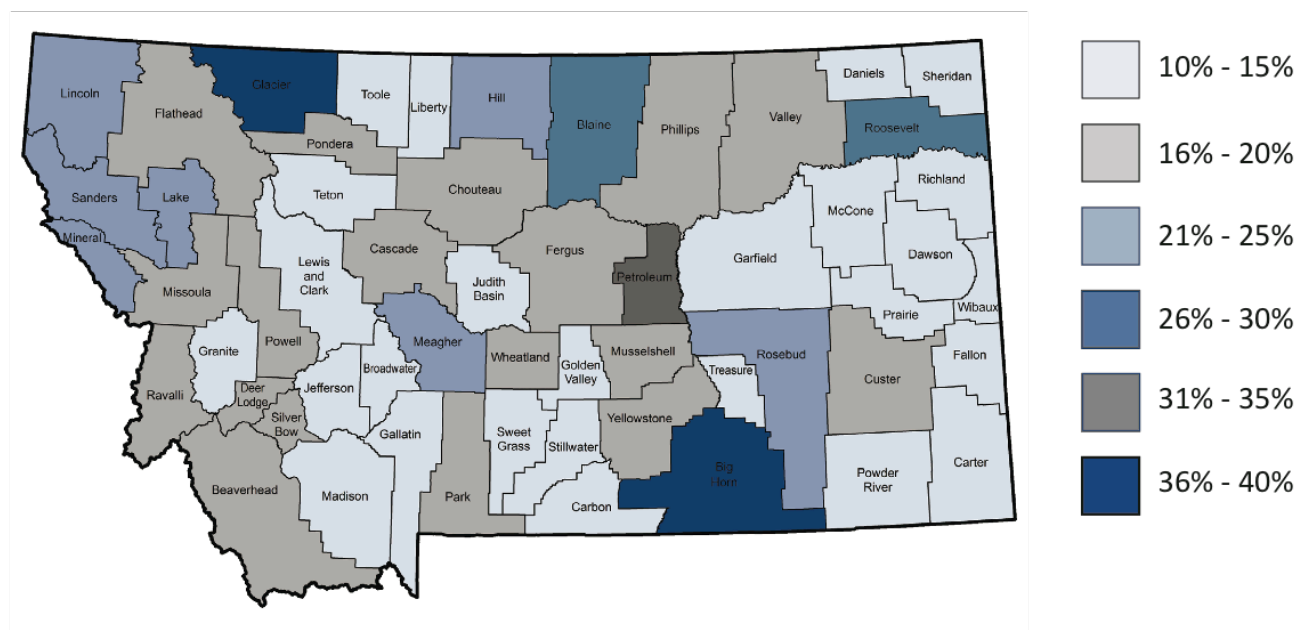 Lincoln
Flathead
Glacier
Toole
Liberty
Hill
Blaine
Phillips
Valley
Daniels
Sheridan
Roosevelt
Pondera
Sanders
Lake
Teton
Chouteau
Richland
McCone
Mineral
Missoula
Lewis
and
Clark
Cascade
Judith
Basin
Fergus
Petroleum
Garfield
Dawson
Prairie
Wibaux
Granite
Powell
Meagher
Wheatland
Golden
Valley
Musselshell
Treasure
Rosebud
Custer
Fallon
Ravalli
Deer
Lodge
Silver
Bow
Jefferson
Broadwater
Gallatin
Sweet
Grass
Stillwater
Yellowstone
Beaverhead
Madison
Park
Carbon
Big
Horn
Powder
River
Carter
10% - 15%
16% - 20%
21% - 25%
26% - 30%
31% - 35%
36% - 40%